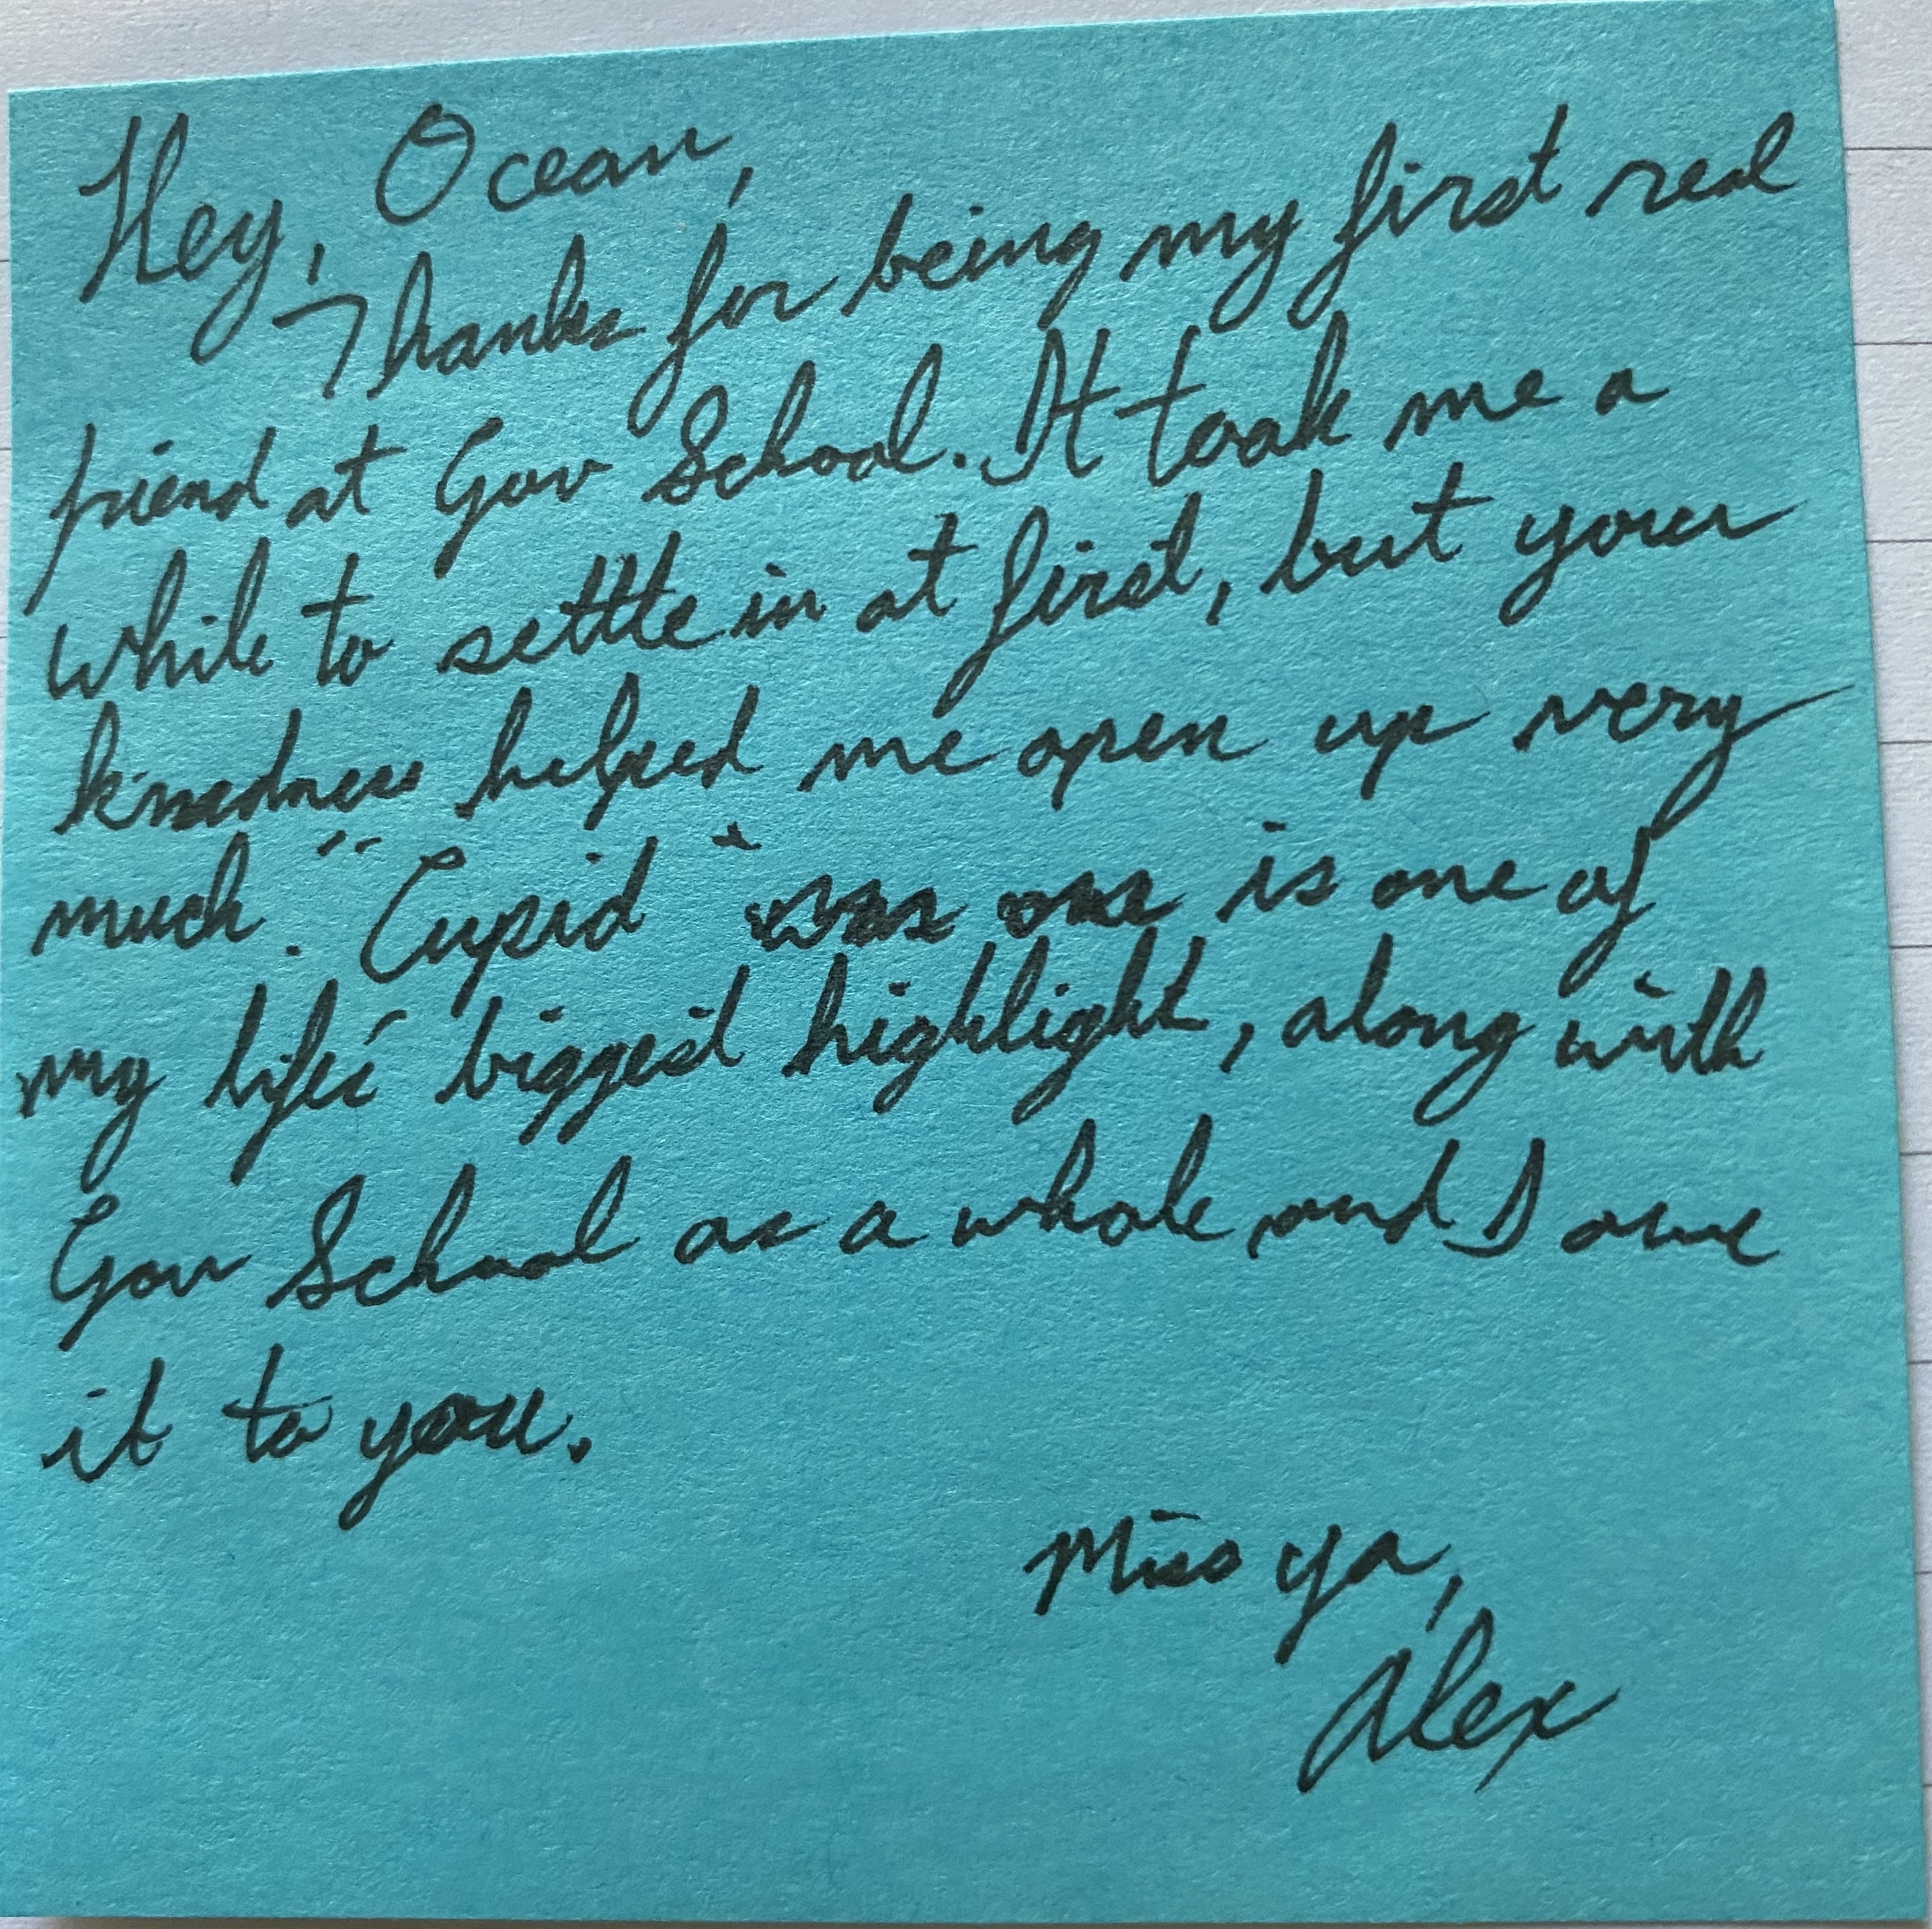 Hey, Ocean,
Thanks for being my first real
friend at Gov School. It took me a
while to settle in at first, but your
kindness helped me open up very
much. "Cupid" was one is one of
my life's biggest highlight, along with
Gov School as a whole and I owe
it to you.
Miss ya,
Alex